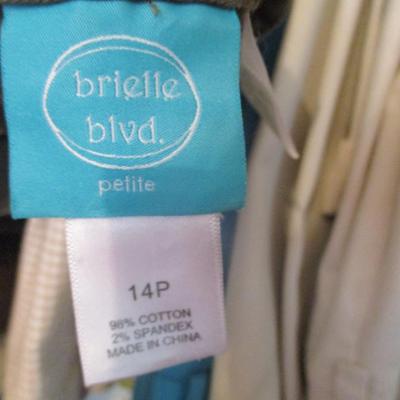 brielle
blvd.
petite
14P
98% COTTON
2% SPANDEX
MADE IN CHINA